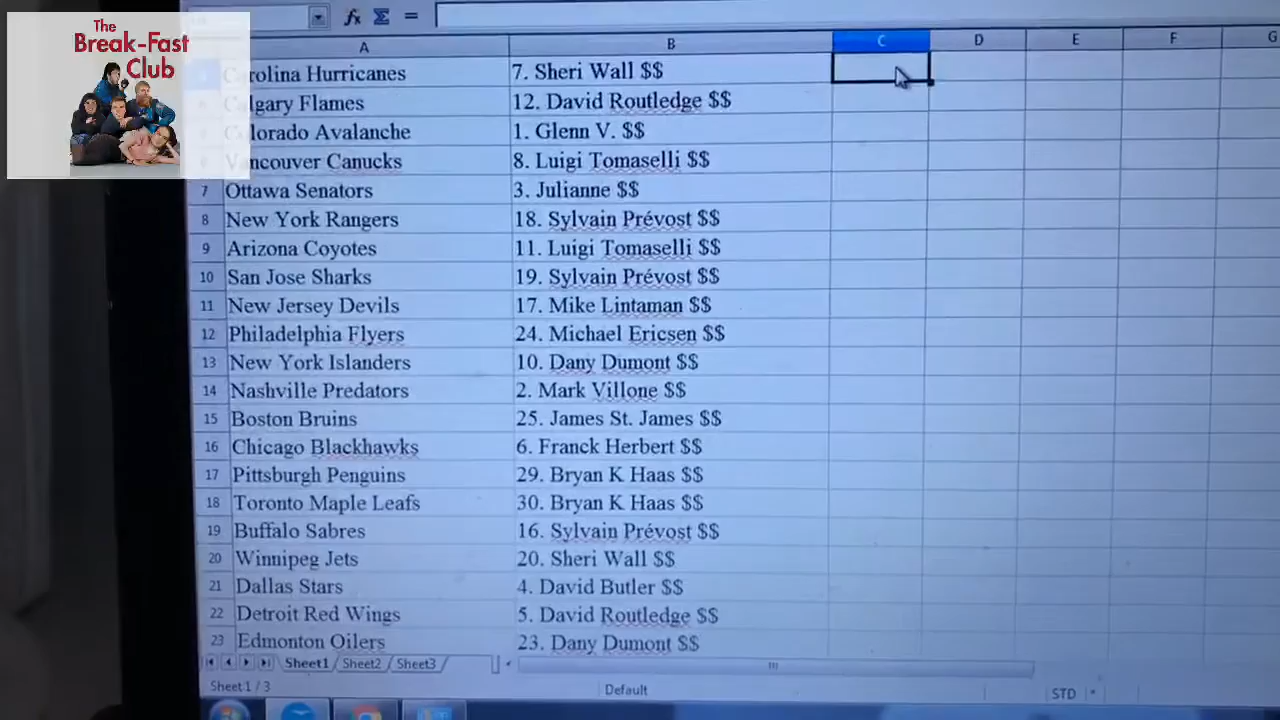 The
Break-Fast
Club
fx Σ =
A B C D E F G
Carolina Hurricanes 7. Sheri Wall $$
Calgary Flames 12. David Routledge $$
Colorado Avalanche 1. Glenn V. $$
Vancouver Canucks 8. Luigi Tomaselli $$
7 Ottawa Senators 3. Julianne $$
8 New York Rangers 18. Sylvain Prévost $$
9 Arizona Coyotes 11. Luigi Tomaselli $$
10 San Jose Sharks 19. Sylvain Prévost $$
11 New Jersey Devils 17. Mike Lintaman $$
12 Philadelphia Flyers 24. Michael Ericsen $$
13 New York Islanders 10. Dany Dumont $$
14 Nashville Predators 2. Mark Villone $$
15 Boston Bruins 25. James St. James $$
16 Chicago Blackhawks 6. Franck Herbert $$
17 Pittsburgh Penguins 29. Bryan K Haas $$
18 Toronto Maple Leafs 30. Bryan K Haas $$
19 Buffalo Sabres 16. Sylvain Prévost $$
20 Winnipeg Jets 20. Sheri Wall $$
21 Dallas Stars 4. David Butler $$
22 Detroit Red Wings 5. David Routledge $$
23 Edmonton Oilers 23. Dany Dumont $$
Sheet1 Sheet2 Sheet3
Sheet 1 / 3 Default STD *